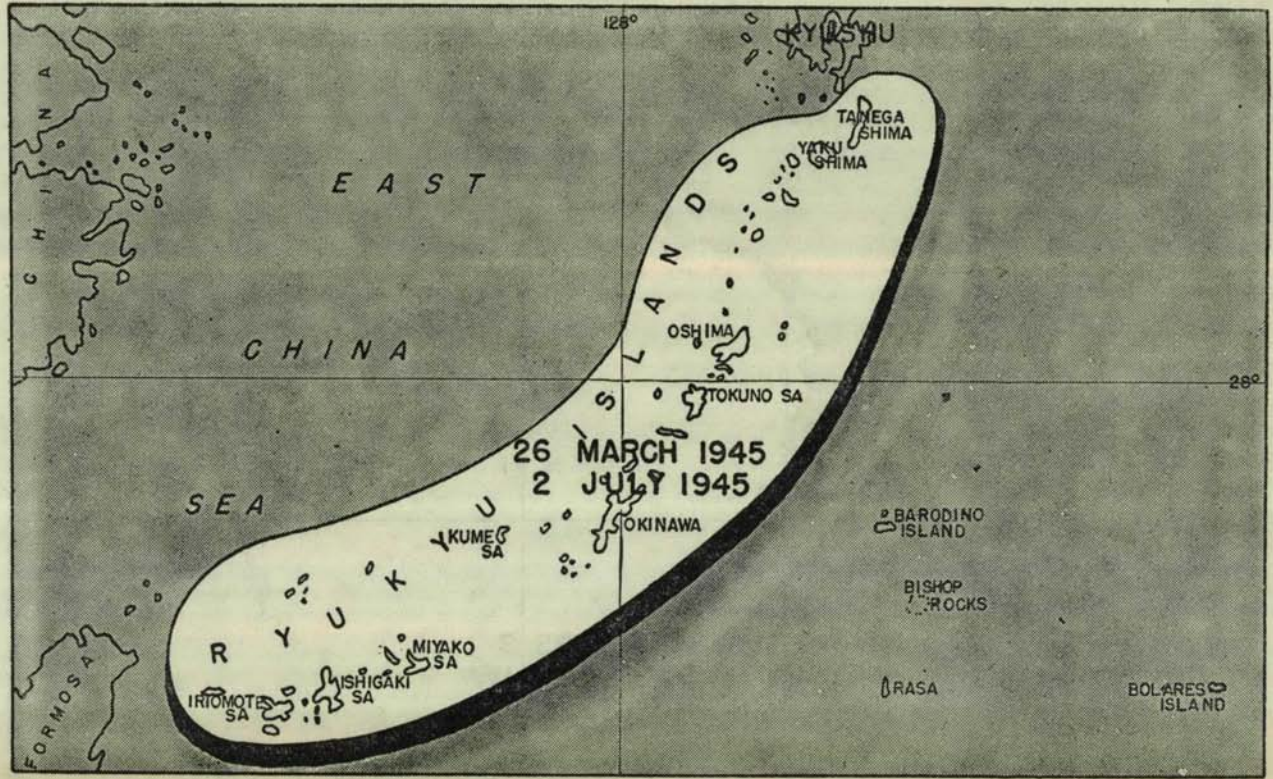 128°
KYUSHU
CHINA
TANEGA
SHIMA
YAKU
SHIMA
EAST
CHINA
SEA
RYUKYU ISLANDS
OSHIMA
28°
TOKUNO SA
26 MARCH 1945
2 JULY 1945
OKINAWA
KUME
SA
BARODINO
ISLAND
BISHOP
ROCKS
MIYAKO
SA
ISHIGAKI
SA
IRIOMOTE
SA
RASA
BOLARES
ISLAND
FORMOSA